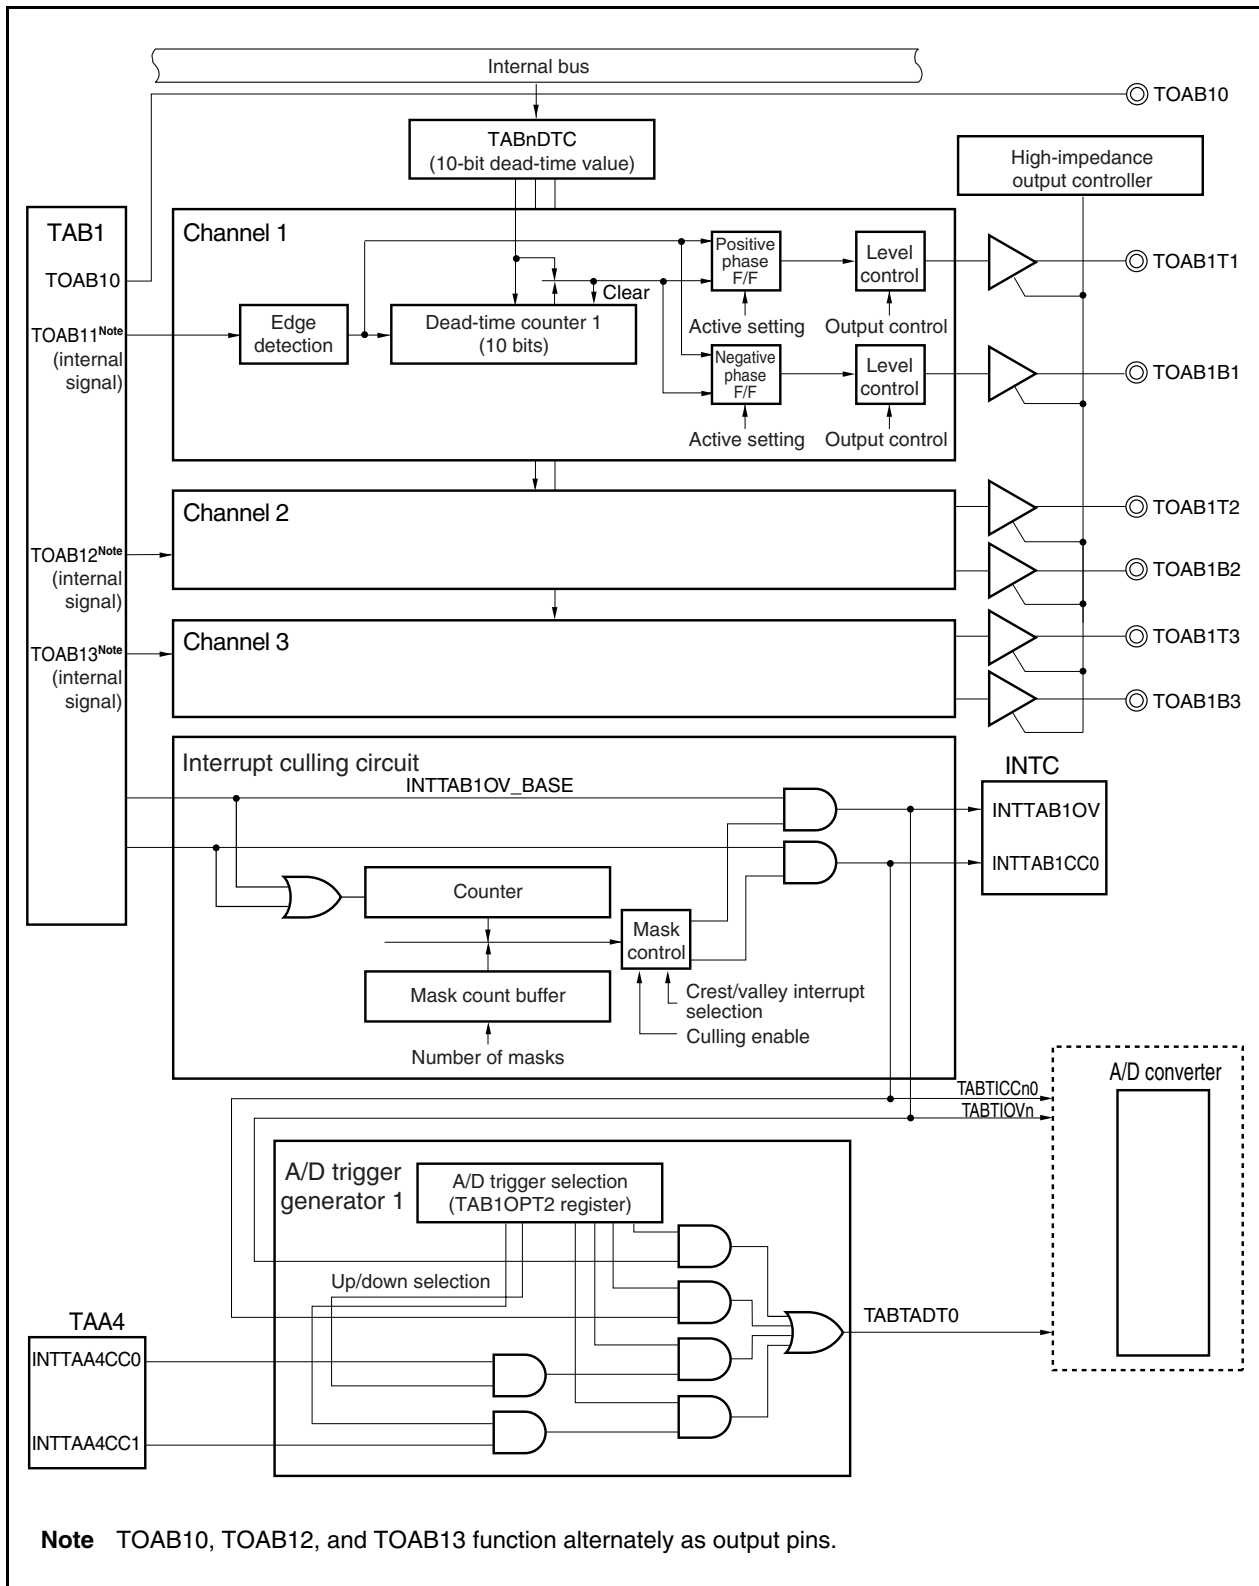 Internal bus
TOAB10
TABnDTC
(10-bit dead-time value)
High-impedance
output controller
TAB1
TOAB10
TOAB11Note
(internal
signal)
TOAB12Note
(internal
signal)
TOAB13Note
(internal
signal)
Channel 1
Edge
detection
Dead-time counter 1
(10 bits)
Clear
Positive
phase
F/F
Level
control
Active setting
Output control
Negative
phase
F/F
Level
control
Active setting
Output control
TOAB1T1
TOAB1B1
Channel 2
TOAB1T2
TOAB1B2
Channel 3
TOAB1T3
TOAB1B3
Interrupt culling circuit
INTTAB1OV_BASE
Counter
Mask
control
Mask count buffer
Number of masks
Crest/valley interrupt
selection
Culling enable
INTC
INTTAB1OV
INTTAB1CC0
TABTICCn0
TABTIOVn
A/D converter
A/D trigger
generator 1
A/D trigger selection
(TAB1OPT2 register)
Up/down selection
TABTADT0
TAA4
INTTAA4CC0
INTTAA4CC1
Note TOAB10, TOAB12, and TOAB13 function alternately as output pins.